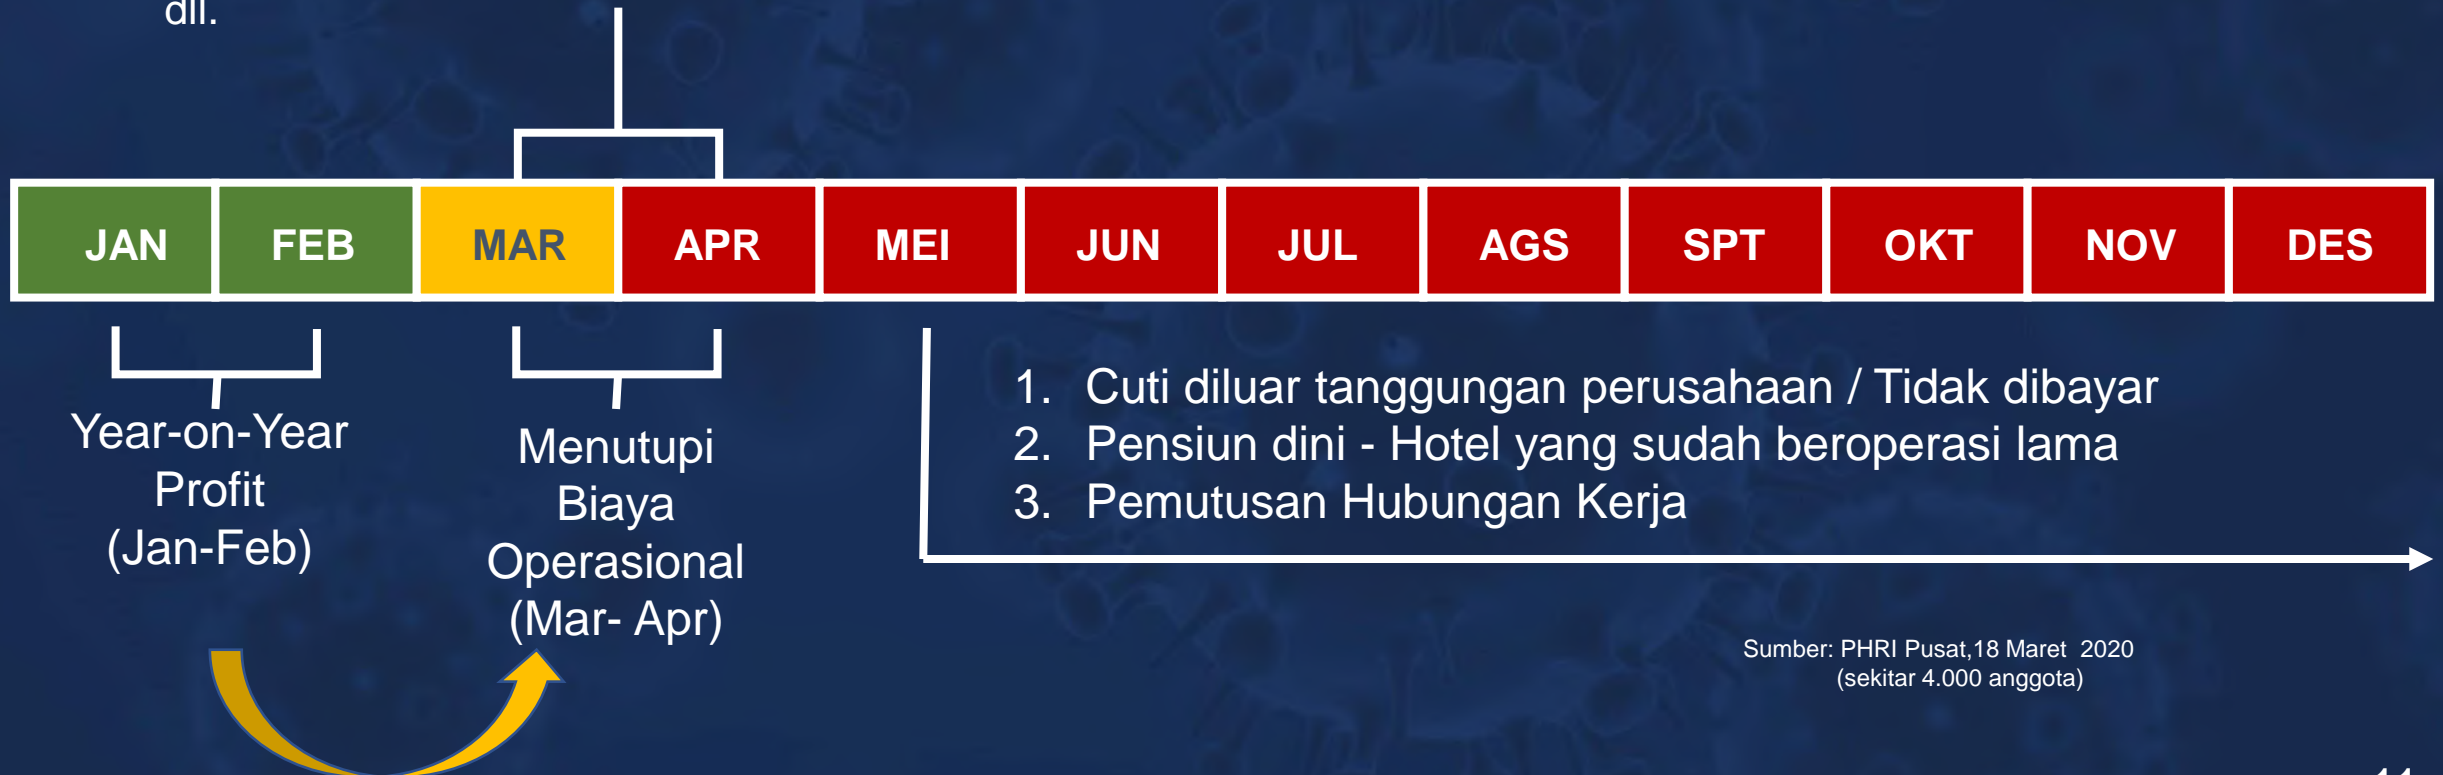 dll.
JAN FEB MAR APR MEI JUN JUL AGS SPT OKT NOV DES
Year-on-Year
Profit
(Jan-Feb)
Menutupi
Biaya
Operasional
(Mar- Apr)
1. Cuti diluar tanggungan perusahaan / Tidak dibayar
2. Pensiun dini - Hotel yang sudah beroperasi lama
3. Pemutusan Hubungan Kerja
Sumber: PHRI Pusat,18 Maret 2020
(sekitar 4.000 anggota)